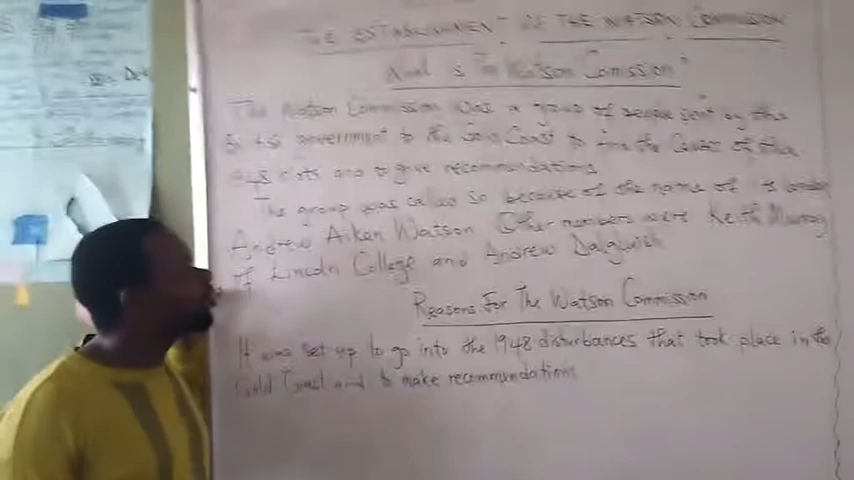 THE ESTABLISHMENT OF THE WATSON COMMISSION
What is The Watson Commission"
The Watson Commission was a group of people sent by the
British government to the Gold Coast to find the Causes of the
riots and to give recommendations
The group was called so because of the name of its leader
Andrew Aiken Watson Other members were Keith Murray
of Lincoln College and Andrew Dalgleish
Reasons For The Watson Commission
It was set up to go into the 1948 disturbances that took place in the
Gold Coast and to make recommendations